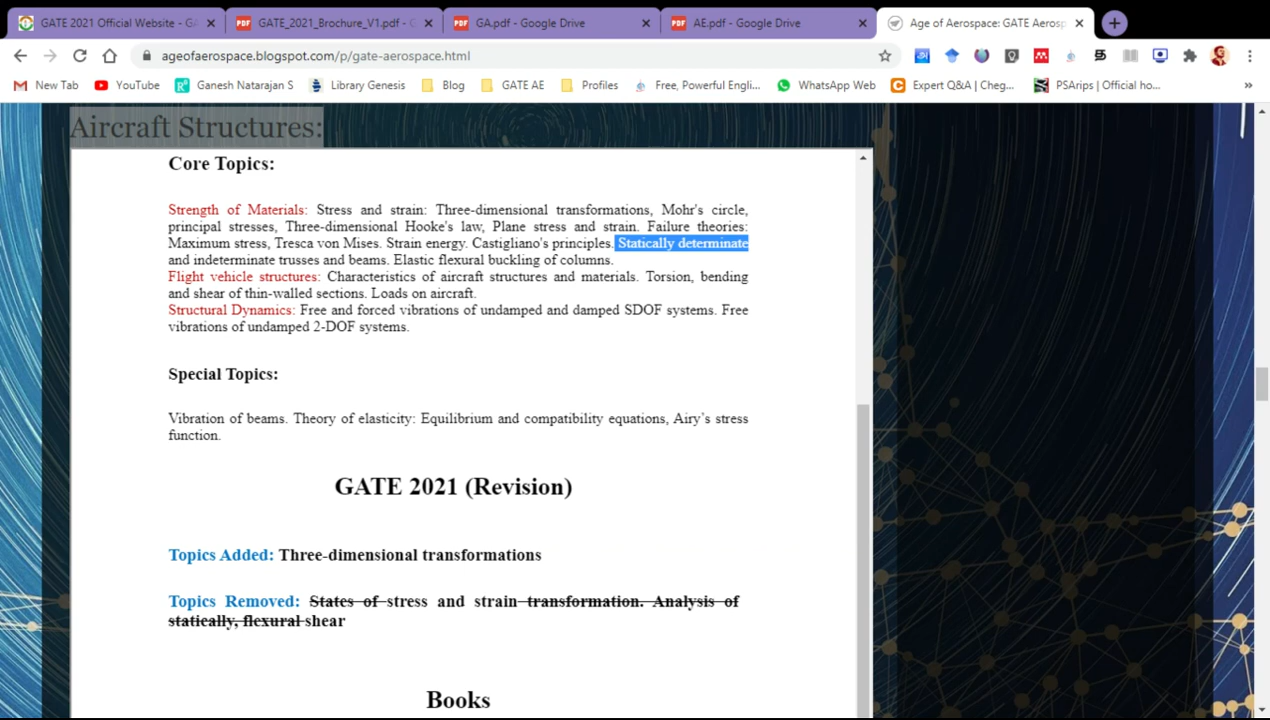 GATE 2021 Official Website - GA
GATE_2021_Brochure_V1.pdf - G
GA.pdf - Google Drive
AE.pdf - Google Drive
Age of Aerospace: GATE Aerosp
ageofaerospace.blogspot.com/p/gate-aerospace.html
New Tab
YouTube
Ganesh Natarajan S
Library Genesis
Blog
GATE AE
Profiles
Free, Powerful Engli...
WhatsApp Web
Expert Q&A | Cheg...
PSArips | Official ho...
»
Aircraft Structures:
Core Topics:
Strength of Materials: Stress and strain: Three-dimensional transformations, Mohr's circle,
principal stresses, Three-dimensional Hooke's law, Plane stress and strain. Failure theories:
Maximum stress, Tresca von Mises. Strain energy. Castigliano's principles. Statically determinate
and indeterminate trusses and beams. Elastic flexural buckling of columns.
Flight vehicle structures: Characteristics of aircraft structures and materials. Torsion, bending
and shear of thin-walled sections. Loads on aircraft.
Structural Dynamics: Free and forced vibrations of undamped and damped SDOF systems. Free
vibrations of undamped 2-DOF systems.
Special Topics:
Vibration of beams. Theory of elasticity: Equilibrium and compatibility equations, Airy’s stress
function.
GATE 2021 (Revision)
Topics Added: Three-dimensional transformations
Topics Removed: States of stress and strain transformation. Analysis of
statically, flexural shear
Books